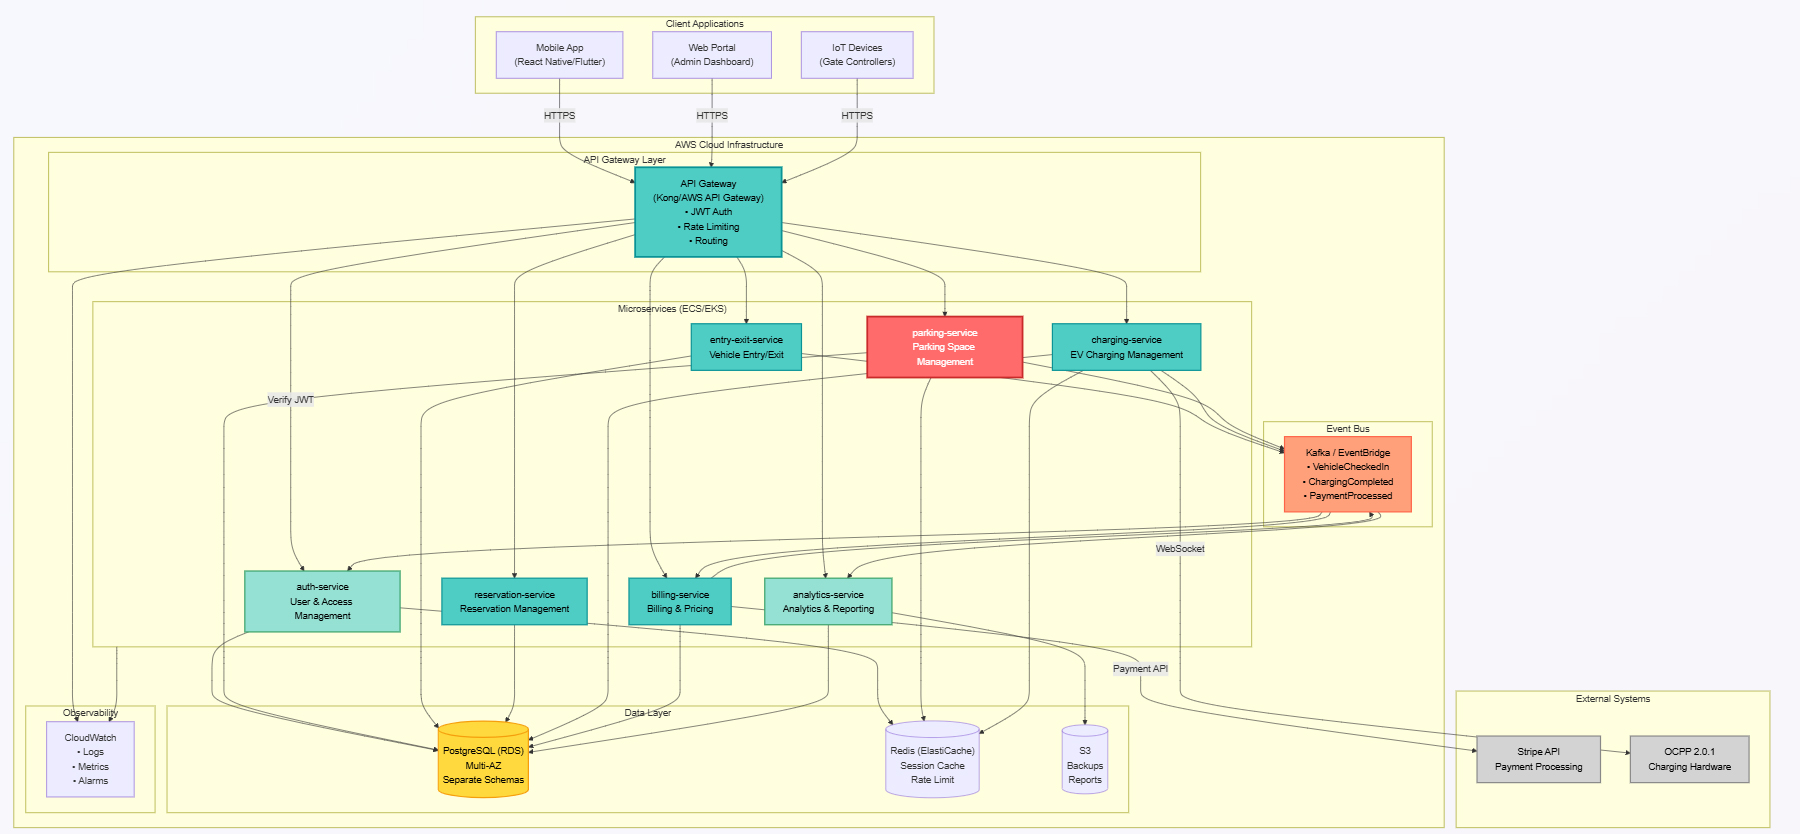 Client Applications
Mobile App
(React Native/Flutter)
Web Portal
(Admin Dashboard)
IoT Devices
(Gate Controllers)
HTTPS
HTTPS
HTTPS
AWS Cloud Infrastructure
API Gateway Layer
API Gateway
(Kong/AWS API Gateway)
• JWT Auth
• Rate Limiting
• Routing
Microservices (ECS/EKS)
entry-exit-service
Vehicle Entry/Exit
parking-service
Parking Space
Management
charging-service
EV Charging Management
Verify JWT
Event Bus
Kafka / EventBridge
• VehicleCheckedIn
• ChargingCompleted
• PaymentProcessed
WebSocket
auth-service
User & Access
Management
reservation-service
Reservation Management
billing-service
Billing & Pricing
analytics-service
Analytics & Reporting
Payment API
Observability
CloudWatch
• Logs
• Metrics
• Alarms
Data Layer
PostgreSQL (RDS)
Multi-AZ
Separate Schemas
Redis (ElastiCache)
Session Cache
Rate Limit
S3
Backups
Reports
External Systems
Stripe API
Payment Processing
OCPP 2.0.1
Charging Hardware